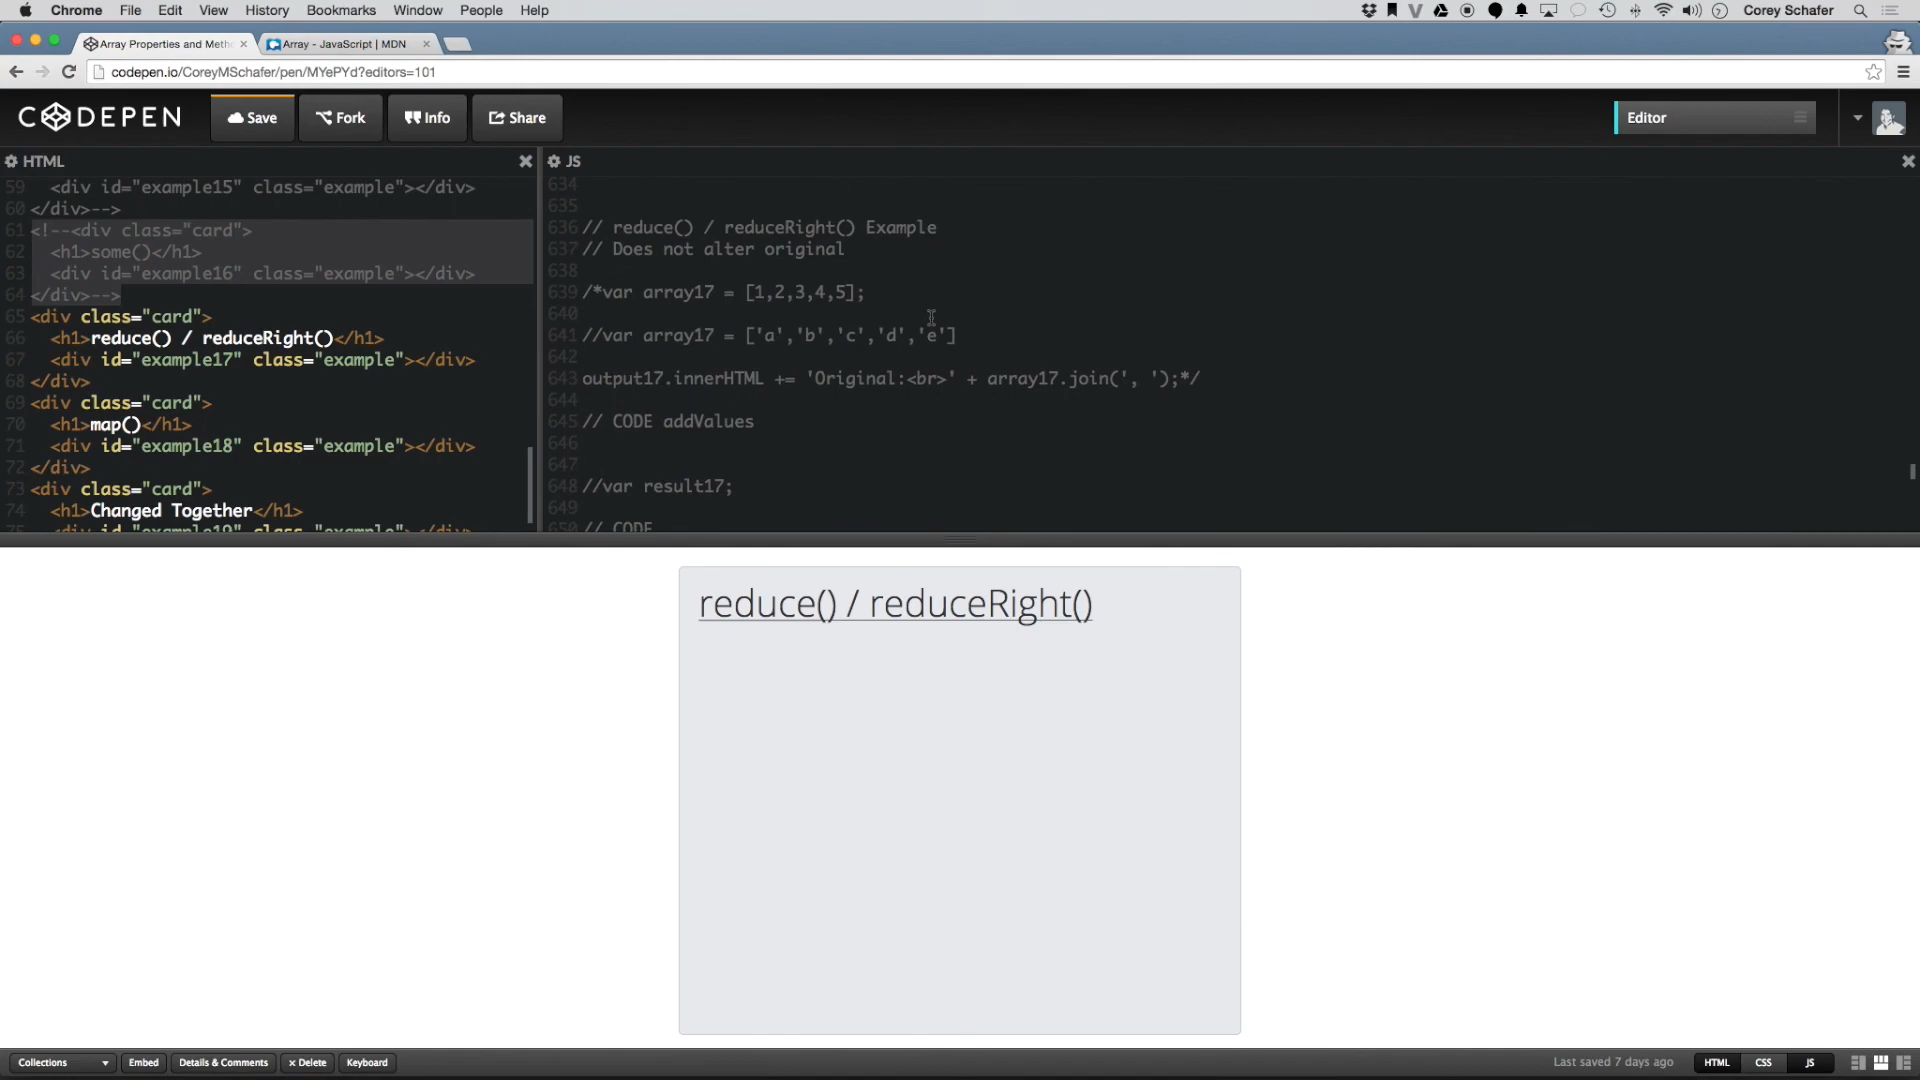 Chrome File Edit View History Bookmarks Window People Help Corey Schafer
Array Properties and Meth Array - JavaScript | MDN
codepen.io/CoreyMSchafer/pen/MYePYd?editors=101
CODEPEN Save Fork Info Share Editor
HTML
59 <div id="example15" class="example"></div>
60 </div>-->
61 <!--<div class="card">
62 <h1>some()</h1>
63 <div id="example16" class="example"></div>
64 </div>-->
65 <div class="card">
66 <h1>reduce() / reduceRight()</h1>
67 <div id="example17" class="example"></div>
68 </div>
69 <div class="card">
70 <h1>map()</h1>
71 <div id="example18" class="example"></div>
72 </div>
73 <div class="card">
74 <h1>Changed Together</h1>
75 <div id="example19" class="example"></div>
JS
634
635
636 // reduce() / reduceRight() Example
637 // Does not alter original
638
639 /*var array17 = [1,2,3,4,5];
640
641 //var array17 = ['a','b','c','d','e']
642
643 output17.innerHTML += 'Original:<br>' + array17.join(', ');*/
644
645 // CODE addValues
646
647
648 //var result17;
649
650 // CODE
reduce() / reduceRight()
Collections Embed Details & Comments × Delete Keyboard Last saved 7 days ago HTML CSS JS